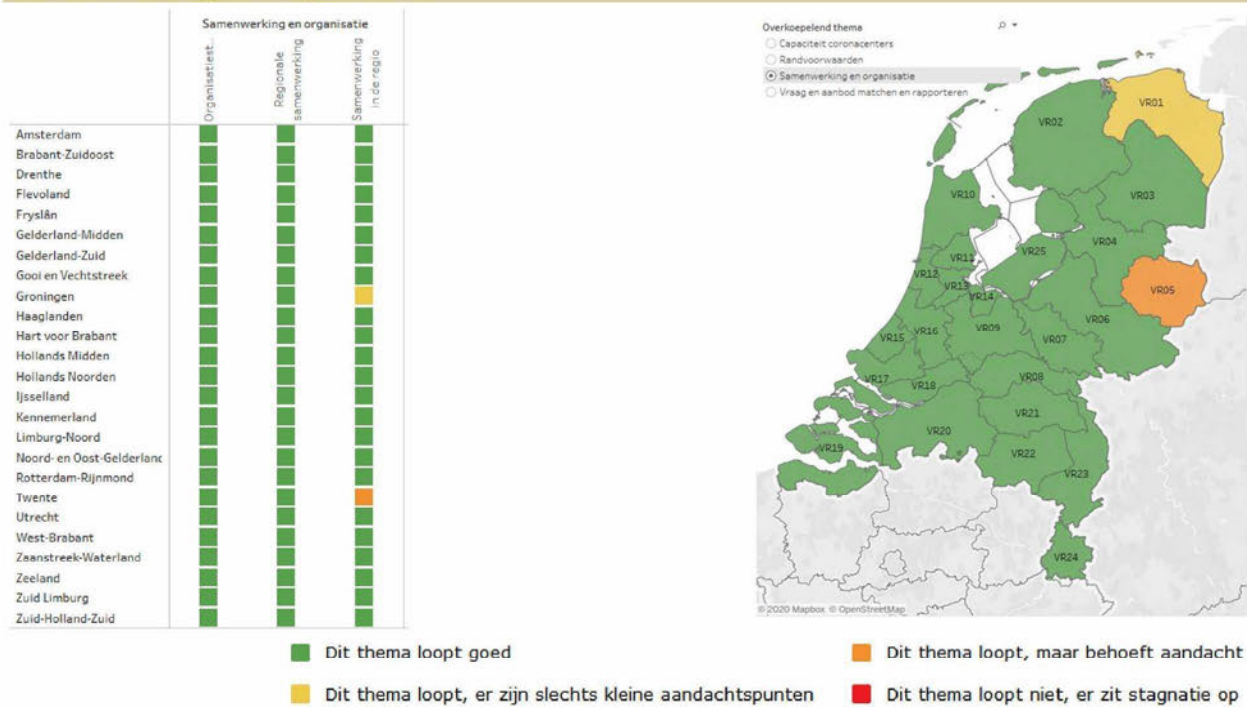 Samenwerking en organisatie
Organisatiest..
Regionale
samenwerking
Samenwerking
in de regio
Amsterdam
Brabant-Zuidoost
Drenthe
Flevoland
Fryslân
Gelderland-Midden
Gelderland-Zuid
Gooi en Vechtstreek
Groningen
Haaglanden
Hart voor Brabant
Hollands Midden
Hollands Noorden
Ijsselland
Kennemerland
Limburg-Noord
Noord- en Oost-Gelderland
Rotterdam-Rijnmond
Twente
Utrecht
West-Brabant
Zaanstreek-Waterland
Zeeland
Zuid Limburg
Zuid-Holland-Zuid
Overkoepelend thema
Capaciteit coronacenters
Randvoorwaarden
Samenwerking en organisatie
Vraag en aanbod matchen en rapporteren
VR01
VR02
VR03
VR10
VR04
VR11
VR25
VR12
VR13
VR14
VR05
VR06
VR16
VR09
VR15
VR07
VR17
VR18
VR08
VR21
VR20
VR19
VR22
VR23
VR24
© 2020 Mapbox © OpenStreetMap
Dit thema loopt goed
Dit thema loopt, maar behoeft aandacht
Dit thema loopt, er zijn slechts kleine aandachtspunten
Dit thema loopt niet, er zit stagnatie op